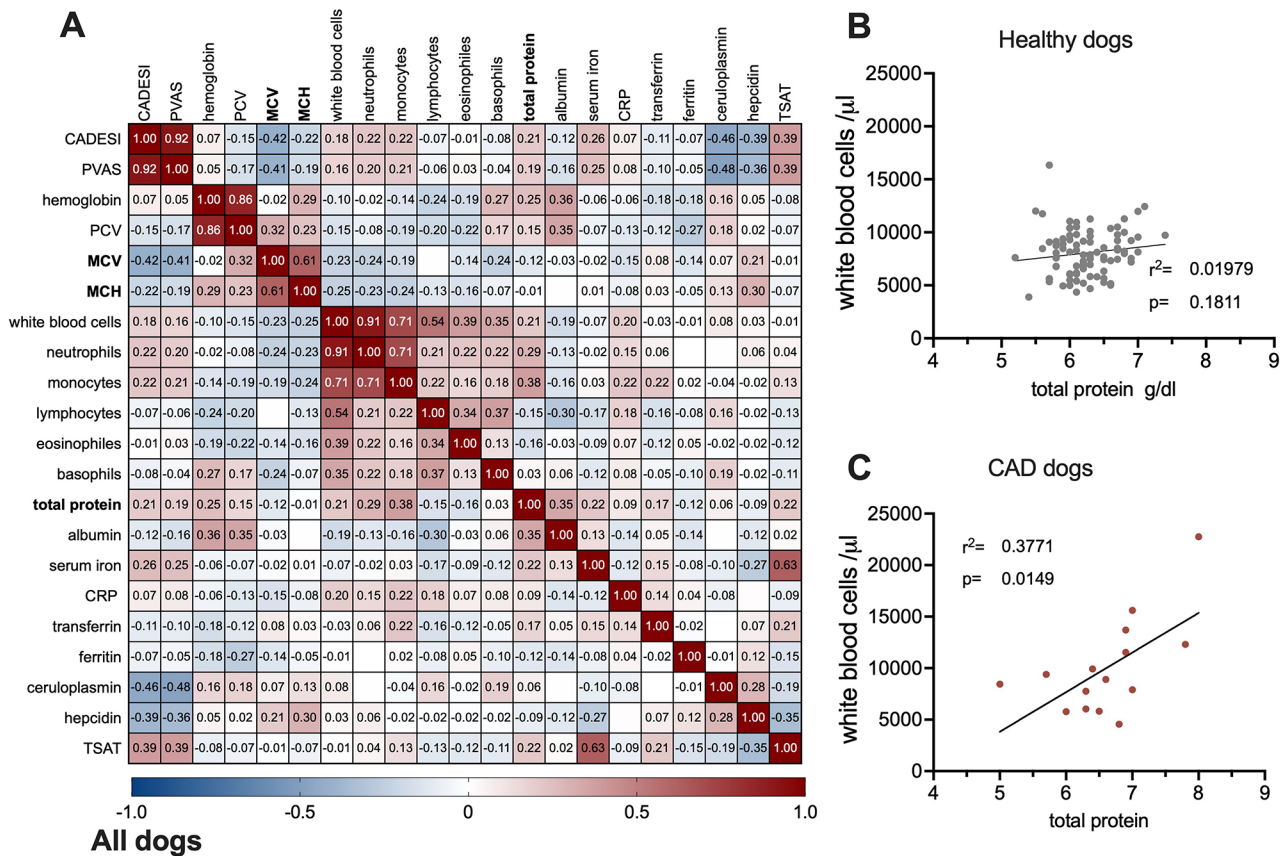 A
CADESI PVAS hemoglobin PCV MCV MCH white blood cells neutrophils monocytes lymphocytes eosinophiles basophils total protein albumin serum iron CRP transferrin ferritin ceruloplasmin hepcidin TSAT
CADESI 1.00 0.92 0.07 -0.15 -0.42 -0.22 0.18 0.22 0.22 -0.07 -0.01 -0.08 0.21 -0.12 0.26 0.07 -0.11 -0.07 -0.46 -0.39 0.39
PVAS 0.92 1.00 0.05 -0.17 -0.41 -0.19 0.16 0.20 0.21 -0.06 0.03 -0.04 0.19 -0.16 0.25 0.08 -0.10 -0.05 -0.48 -0.36 0.39
hemoglobin 0.07 0.05 1.00 0.86 -0.02 0.29 -0.10 -0.02 -0.14 -0.24 -0.19 0.27 0.25 0.36 -0.06 -0.06 -0.18 -0.18 0.16 0.05 -0.08
PCV -0.15 -0.17 0.86 1.00 0.32 0.23 -0.15 -0.08 -0.19 -0.20 -0.22 0.17 0.15 0.35 -0.07 -0.13 -0.12 -0.27 0.18 0.02 -0.07
MCV -0.42 -0.41 -0.02 0.32 1.00 0.61 -0.23 -0.24 -0.19 -0.14 -0.24 -0.12 -0.03 -0.02 -0.15 0.08 -0.14 0.07 0.21 -0.01
MCH -0.22 -0.19 0.29 0.23 0.61 1.00 -0.25 -0.23 -0.24 -0.13 -0.16 -0.07 -0.01 0.01 -0.08 0.03 -0.05 0.13 0.30 -0.07
white blood cells 0.18 0.16 -0.10 -0.15 -0.23 -0.25 1.00 0.91 0.71 0.54 0.39 0.35 0.21 -0.19 -0.07 0.20 -0.03 -0.01 0.08 0.03 -0.01
neutrophils 0.22 0.20 -0.02 -0.08 -0.24 -0.23 0.91 1.00 0.71 0.21 0.22 0.22 0.29 -0.13 -0.02 0.15 0.06 0.06 0.04
monocytes 0.22 0.21 -0.14 -0.19 -0.19 -0.24 0.71 0.71 1.00 0.22 0.16 0.18 0.38 -0.16 0.03 0.22 0.22 0.02 -0.04 -0.02 0.13
lymphocytes -0.07 -0.06 -0.24 -0.20 -0.13 0.54 0.21 0.22 1.00 0.34 0.37 -0.15 -0.30 -0.17 0.18 -0.16 -0.08 0.16 -0.02 -0.13
eosinophiles -0.01 0.03 -0.19 -0.22 -0.14 -0.16 0.39 0.22 0.16 0.34 1.00 0.13 -0.16 -0.03 -0.09 0.07 -0.12 0.05 -0.02 -0.02 -0.12
basophils -0.08 -0.04 0.27 0.17 -0.24 -0.07 0.35 0.22 0.18 0.37 0.13 1.00 0.03 0.06 -0.12 0.08 -0.05 -0.10 0.19 -0.02 -0.11
total protein 0.21 0.19 0.25 0.15 -0.12 -0.01 0.21 0.29 0.38 -0.15 -0.16 0.03 1.00 0.35 0.22 0.09 0.17 -0.12 0.06 -0.09 0.22
albumin -0.12 -0.16 0.36 0.35 -0.03 -0.19 -0.13 -0.16 -0.30 -0.03 0.06 0.35 1.00 0.13 -0.14 0.05 -0.14 -0.12 0.02
serum iron 0.26 0.25 -0.06 -0.07 -0.02 0.01 -0.07 -0.02 0.03 -0.17 -0.09 -0.12 0.22 0.13 1.00 -0.12 0.15 -0.08 -0.10 -0.27 0.63
CRP 0.07 0.08 -0.06 -0.13 -0.15 -0.08 0.20 0.15 0.22 0.18 0.07 0.08 0.09 -0.14 -0.12 1.00 0.14 0.04 -0.08 -0.09
transferrin -0.11 -0.10 -0.18 -0.12 0.08 0.03 -0.03 0.06 0.22 -0.16 -0.12 -0.05 0.17 0.05 0.15 0.14 1.00 -0.02 0.07 0.21
ferritin -0.07 -0.05 -0.18 -0.27 -0.14 -0.05 -0.01 0.02 -0.08 0.05 -0.10 -0.12 -0.14 -0.08 0.04 -0.02 1.00 -0.01 0.12 -0.15
ceruloplasmin -0.46 -0.48 0.16 0.18 0.07 0.13 0.08 -0.04 0.16 -0.02 0.19 0.06 -0.10 -0.08 -0.01 1.00 0.28 -0.19
hepcidin -0.39 -0.36 0.05 0.02 0.21 0.30 0.03 0.06 -0.02 -0.02 -0.02 -0.02 -0.09 -0.12 -0.27 0.07 0.12 0.28 1.00 -0.35
TSAT 0.39 0.39 -0.08 -0.07 -0.01 -0.07 -0.01 0.04 0.13 -0.13 -0.12 -0.11 0.22 0.02 0.63 -0.09 0.21 -0.15 -0.19 -0.35 1.00
-1.0 -0.5 0 0.5 1.0
All dogs
B
Healthy dogs
white blood cells /µl
25000
20000
15000
10000
5000
0
r2= 0.01979
p= 0.1811
4 5 6 7 8 9
total protein g/dl
C
CAD dogs
white blood cells /µl
25000
20000
15000
10000
5000
0
r2= 0.3771
p= 0.0149
4 5 6 7 8 9
total protein